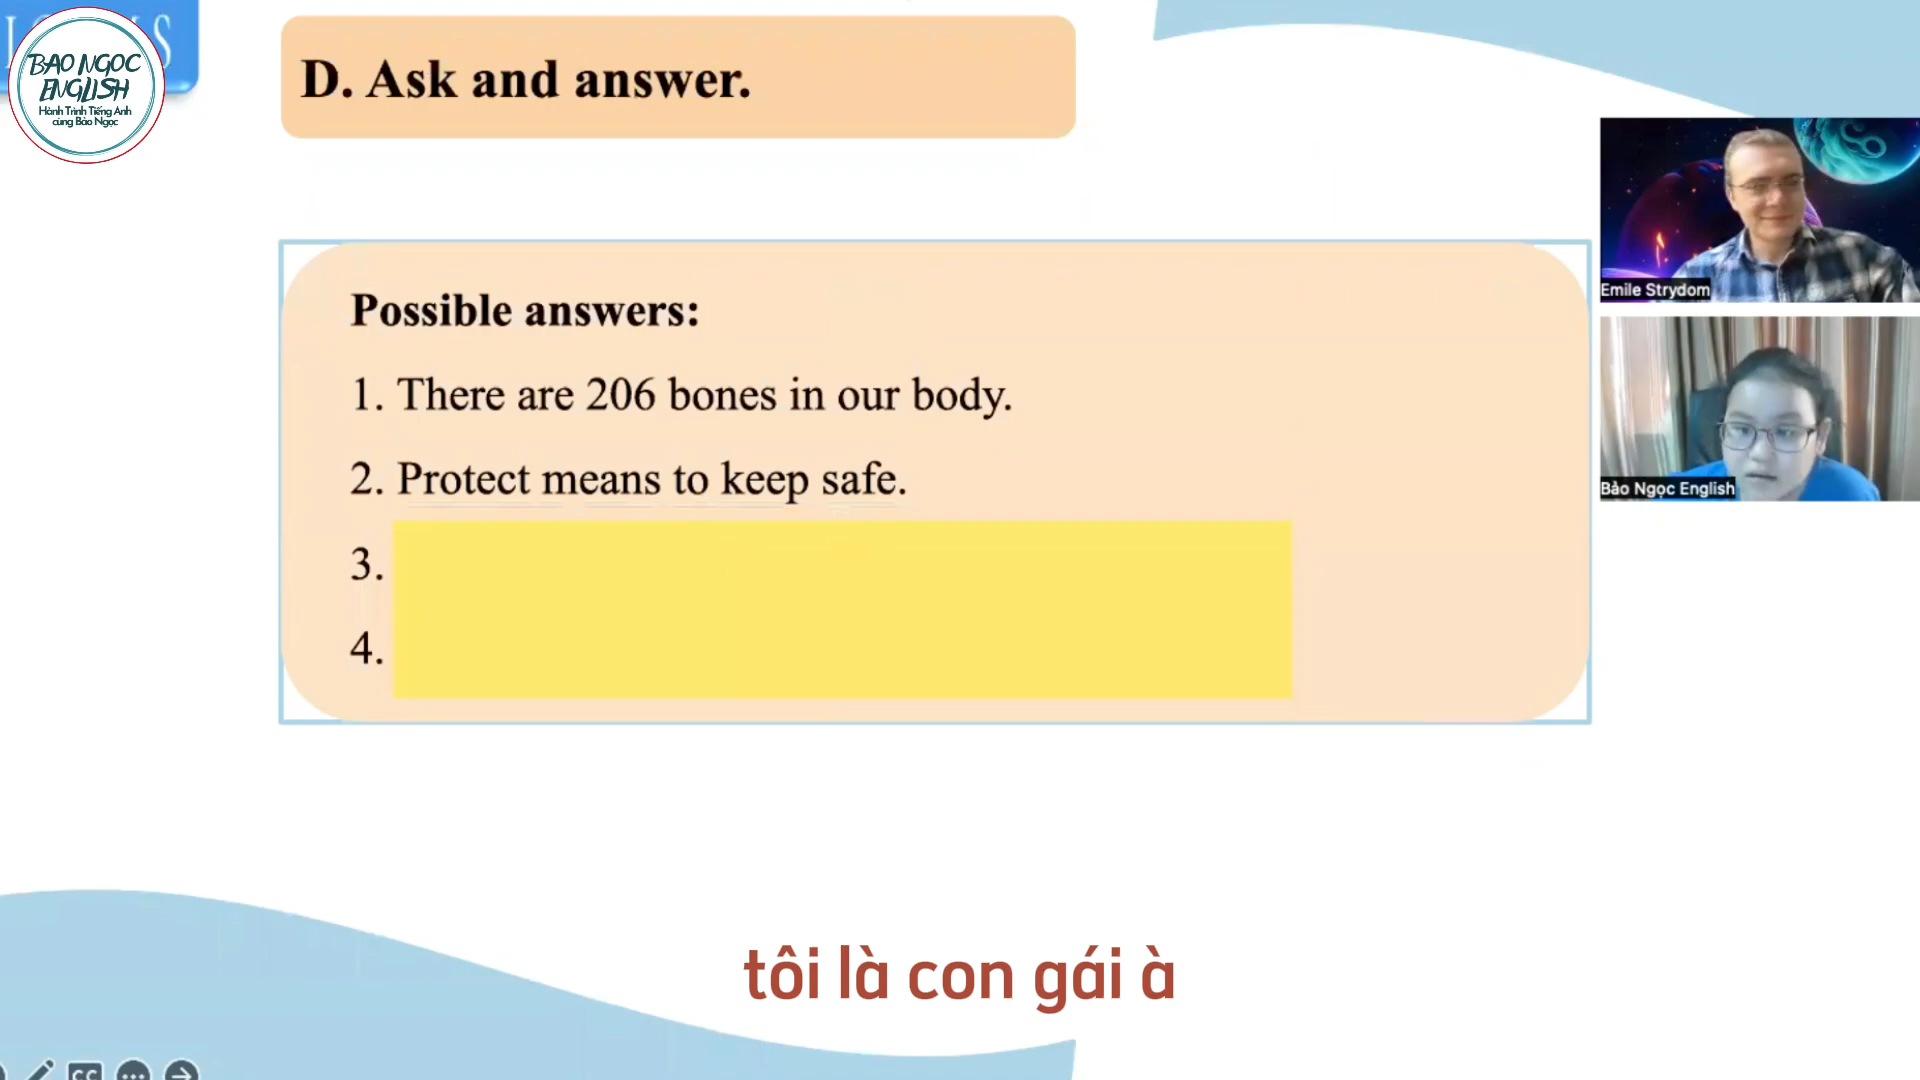 BAO NGOC
ENGLISH
Hành Trình Tiếng Anh
cùng Bảo Ngọc
D. Ask and answer.
Possible answers:
1. There are 206 bones in our body.
2. Protect means to keep safe.
3.
4.
Emile Strydom
Bảo Ngọc English
tôi là con gái à
CC